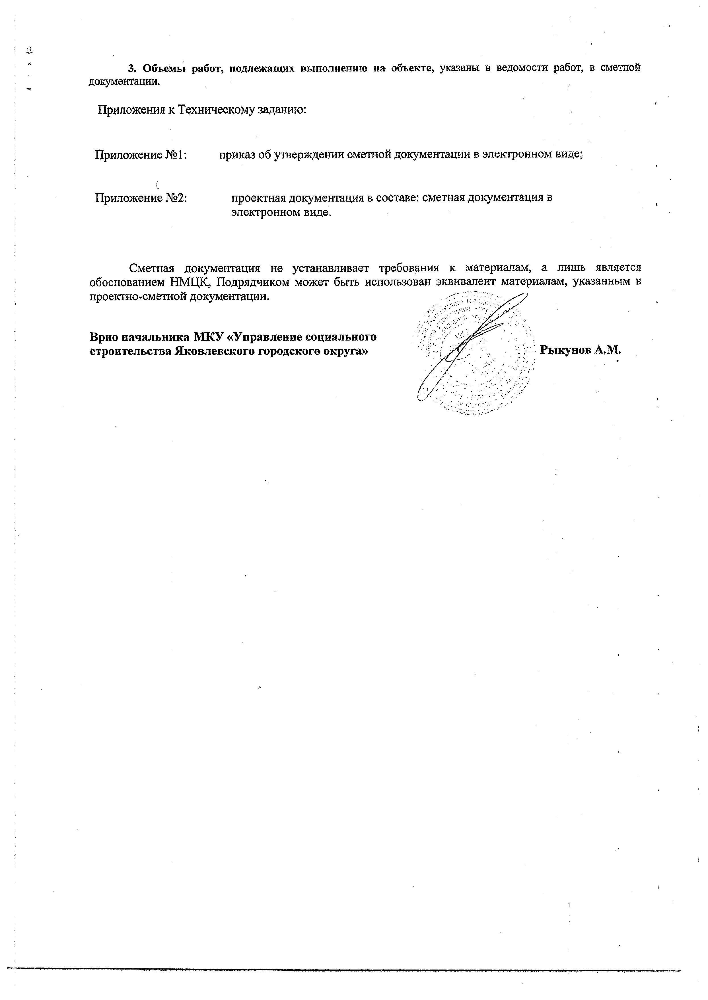 3. Объемы работ, подлежащих выполнению на объекте, указаны в ведомости работ, в сметной
документации.
Приложения к Техническому заданию:
Приложение №1: приказ об утверждении сметной документации в электронном виде;
Приложение №2: проектная документация в составе: сметная документация в
электронном виде.
Сметная документация не устанавливает требования к материалам, а лишь является
обоснованием НМЦК, Подрядчиком может быть использован эквивалент материалам, указанным в
проектно-сметной документации.
Врио начальника МКУ «Управление социального
строительства Яковлевского городского округа»
Рыкунов А.М.